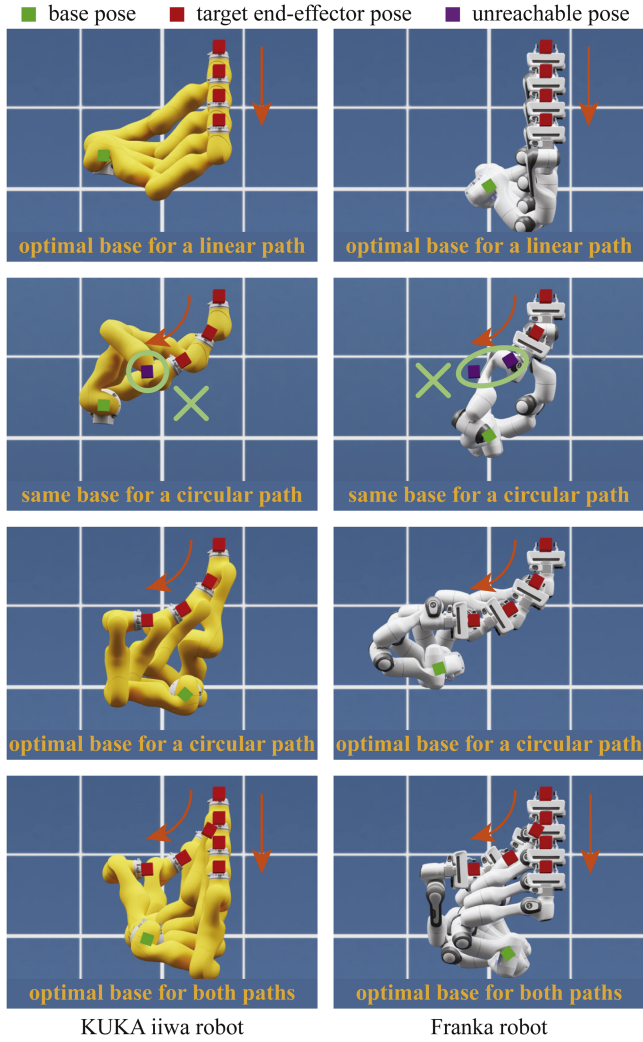 base pose target end-effector pose unreachable pose
optimal base for a linear path
optimal base for a linear path
same base for a circular path
same base for a circular path
optimal base for a circular path
optimal base for a circular path
optimal base for both paths
optimal base for both paths
KUKA iiwa robot
Franka robot